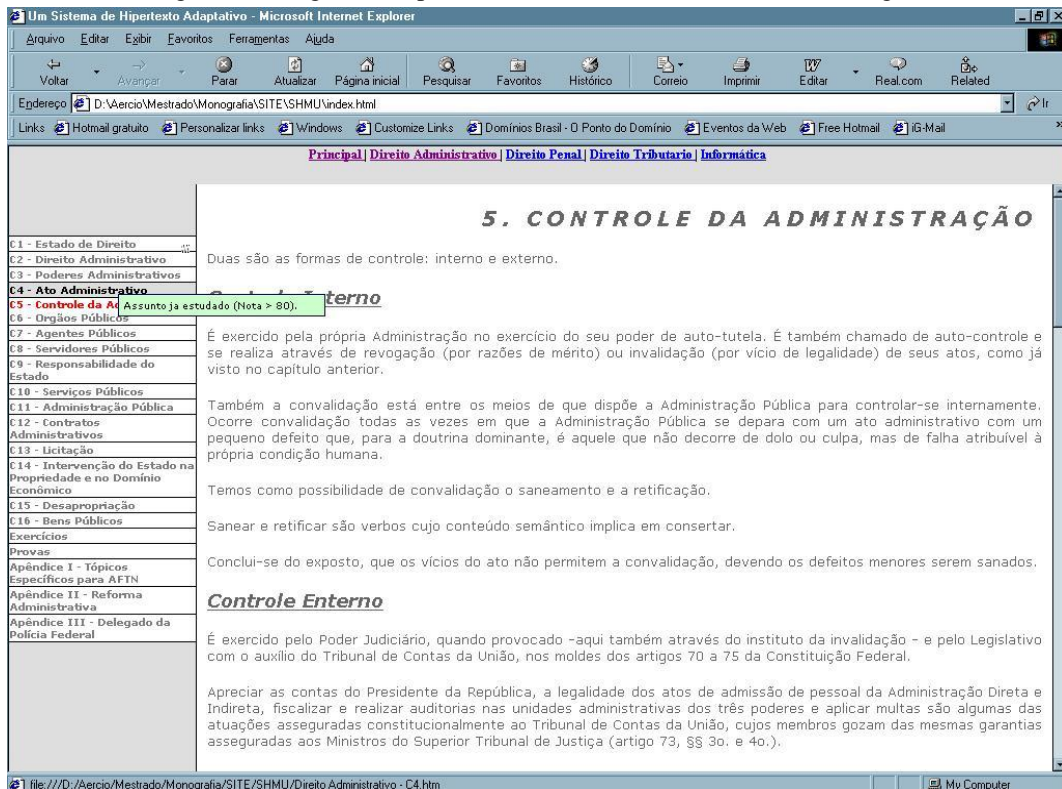 Um Sistema de Hipertexto Adaptativo - Microsoft Internet Explorer
Arquivo Editar Exibir Favoritos Ferramentas Ajuda
Voltar Avançar Parar Atualizar Página inicial Pesquisar Favoritos Histórico Correio Imprimir Editar Real.com Related
Endereço D:\Aercio\Mestrado\Monografia\SITE\SHMU\index.html Ir
Links Hotmail gratuito Personalizar links Windows Customize Links Domínios Brasil - O Ponto do Domínio Eventos da Web Free Hotmail iG-Mail »
Principal | Direito Administrativo | Direito Penal | Direito Tributario | Informática
C1 - Estado de Direito
C2 - Direito Administrativo
C3 - Poderes Administrativos
C4 - Ato Administrativo
C5 - Controle da Ad
Assunto ja estudado (Nota > 80).
C6 - Orgãos Públicos
C7 - Agentes Públicos
C8 - Servidores Públicos
C9 - Responsabilidade do
Estado
C10 - Serviços Públicos
C11 - Administração Pública
C12 - Contratos
Administrativos
C13 - Licitação
C14 - Intervenção do Estado na
Propriedade e no Domínio
Econômico
C15 - Desapropriação
C16 - Bens Públicos
Exercícios
Provas
Apêndice I - Tópicos
Específicos para AFTN
Apêndice II - Reforma
Administrativa
Apêndice III - Delegado da
Polícia Federal
5. CONTROLE DA ADMINISTRAÇÃO
Duas são as formas de controle: interno e externo.
Interno
É exercido pela própria Administração no exercício do seu poder de auto-tutela. É também chamado de auto-controle e
se realiza através de revogação (por razões de mérito) ou invalidação (por vício de legalidade) de seus atos, como já
visto no capítulo anterior.
Também a convalidação está entre os meios de que dispõe a Administração Pública para controlar-se internamente.
Ocorre convalidação todas as vezes em que a Administração Pública se depara com um ato administrativo com um
pequeno defeito que, para a doutrina dominante, é aquele que não decorre de dolo ou culpa, mas de falha atribuível à
própria condição humana.
Temos como possibilidade de convalidação o saneamento e a retificação.
Sanear e retificar são verbos cujo conteúdo semântico implica em consertar.
Conclui-se do exposto, que os vícios do ato não permitem a convalidação, devendo os defeitos menores serem sanados.
Controle Enterno
É exercido pelo Poder Judiciário, quando provocado -aqui também através do instituto da invalidação - e pelo Legislativo
com o auxílio do Tribunal de Contas da União, nos moldes dos artigos 70 a 75 da Constituição Federal.
Apreciar as contas do Presidente da República, a legalidade dos atos de admissão de pessoal da Administração Direta e
Indireta, fiscalizar e realizar auditorias nas unidades administrativas dos três poderes e aplicar multas são algumas das
atuações asseguradas constitucionalmente ao Tribunal de Contas da União, cujos membros gozam das mesmas garantias
asseguradas aos Ministros do Superior Tribunal de Justiça (artigo 73, §§ 3o. e 4o.).
file:///D:/Aercio/Mestrado/Monografia/SITE/SHMU/Direito Administrativo - C4.htm My Computer